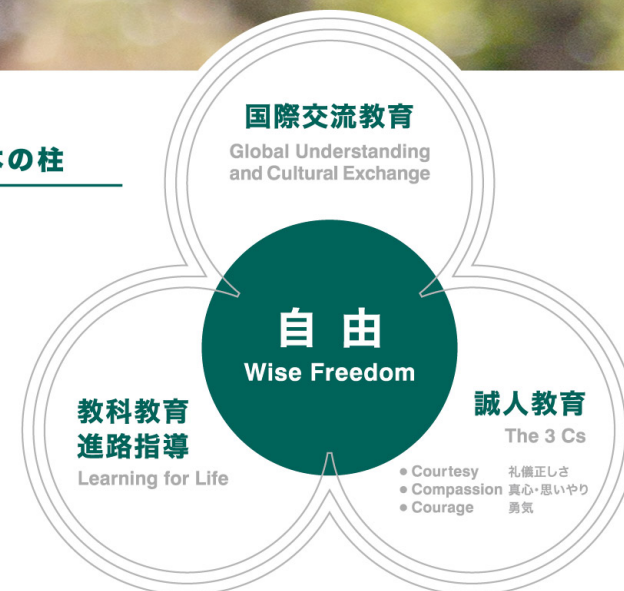 の柱
国際交流教育
Global Understanding
and Cultural Exchange
自由
Wise Freedom
教科教育
進路指導
Learning for Life
誠人教育
The 3 Cs
● Courtesy 礼儀正しさ
● Compassion 真心・思いやり
● Courage 勇気